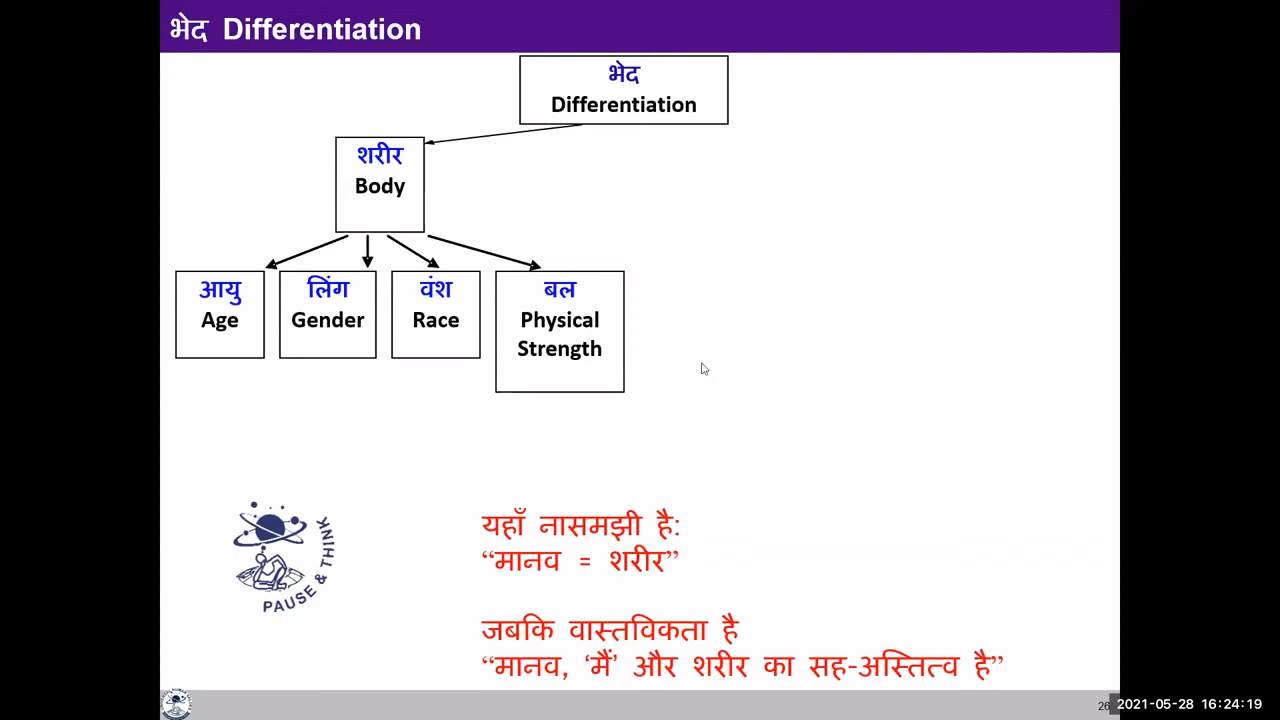 भेद Differentiation
भेद
Differentiation
शरीर
Body
आयु
Age
लिंग
Gender
वंश
Race
बल
Physical
Strength
यहाँ नासमझी है:
“मानव = शरीर”
PAUSE & THINK
जबकि वास्तविकता है
“मानव, ‘मैं’ और शरीर का सह-अस्तित्व है”
26
2021-05-28 16:24:19